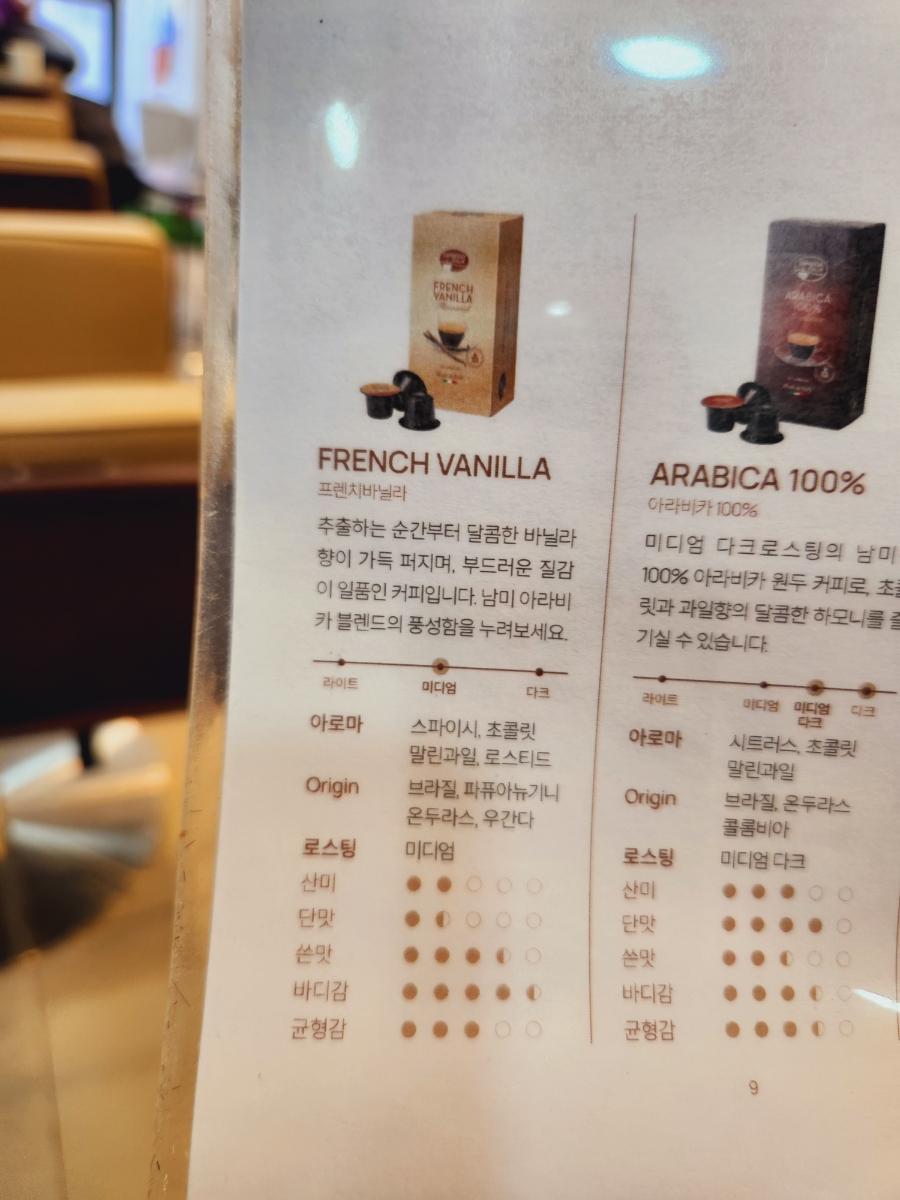 FRENCH
VANILLA
FRENCH VANILLA
프렌치바닐라
추출하는 순간부터 달콤한 바닐라
향이 가득 퍼지며, 부드러운 질감
이 일품인 커피입니다. 남미 아라비
카 블렌드의 풍성함을 누려보세요.
라이트 미디엄 다크
아로마 스파이시, 초콜릿
말린과일, 로스티드
Origin 브라질, 파퓨아뉴기니
온두라스, 우간다
로스팅 미디엄
산미
단맛
쓴맛
바디감
균형감
ARABICA
100%
ARABICA 100%
아라비카 100%
미디엄 다크로스팅의 남미
100% 아라비카 원두 커피로, 초콜
릿과 과일향의 달콤한 하모니를 즐
기실 수 있습니다.
라이트 미디엄 미디엄 다크
다크
아로마 시트러스, 초콜릿
말린과일
Origin 브라질, 온두라스
콜롬비아
로스팅 미디엄 다크
산미
단맛
쓴맛
바디감
균형감
9